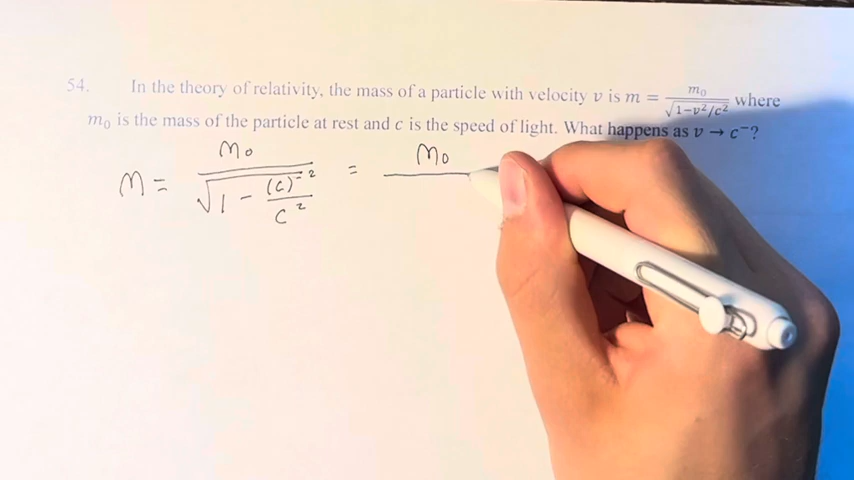 54. In the theory of relativity, the mass of a particle with velocity v is m = m₀/√(1−v²/c²) where
m₀ is the mass of the particle at rest and c is the speed of light. What happens as v → c⁻?
m = m₀/√(1 − (c)⁻²/c²) = m₀